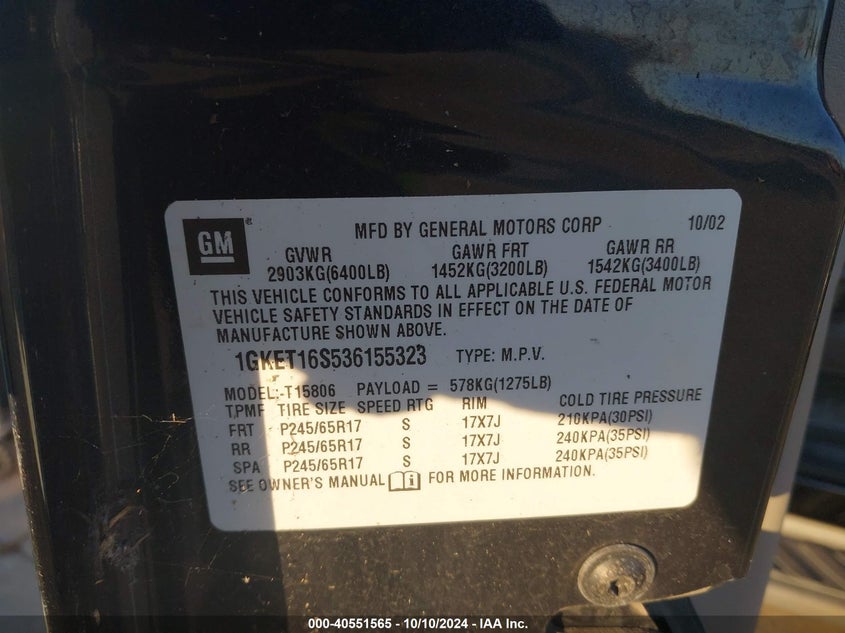 GM
MFD BY GENERAL MOTORS CORP 10/02
GVWR GAWR FRT GAWR RR
2903KG(6400LB) 1452KG(3200LB) 1542KG(3400LB)
THIS VEHICLE CONFORMS TO ALL APPLICABLE U.S. FEDERAL MOTOR
VEHICLE SAFETY STANDARDS IN EFFECT ON THE DATE OF
MANUFACTURE SHOWN ABOVE.
1GKET16S536155323 TYPE: M.P.V.
MODEL:-T15806 PAYLOAD = 578KG(1275LB)
T,PMF TIRE SIZE SPEED RTG RIM COLD TIRE PRESSURE
FRT P245/65R17 S 17X7J 210KPA(30PSI)
RR P245/65R17 S 17X7J 240KPA(35PSI)
SPA P245/65R17 S 17X7J 240KPA(35PSI)
SEE OWNER'S MANUAL FOR MORE INFORMATION.
000-40551565 - 10/10/2024 - IAA Inc.